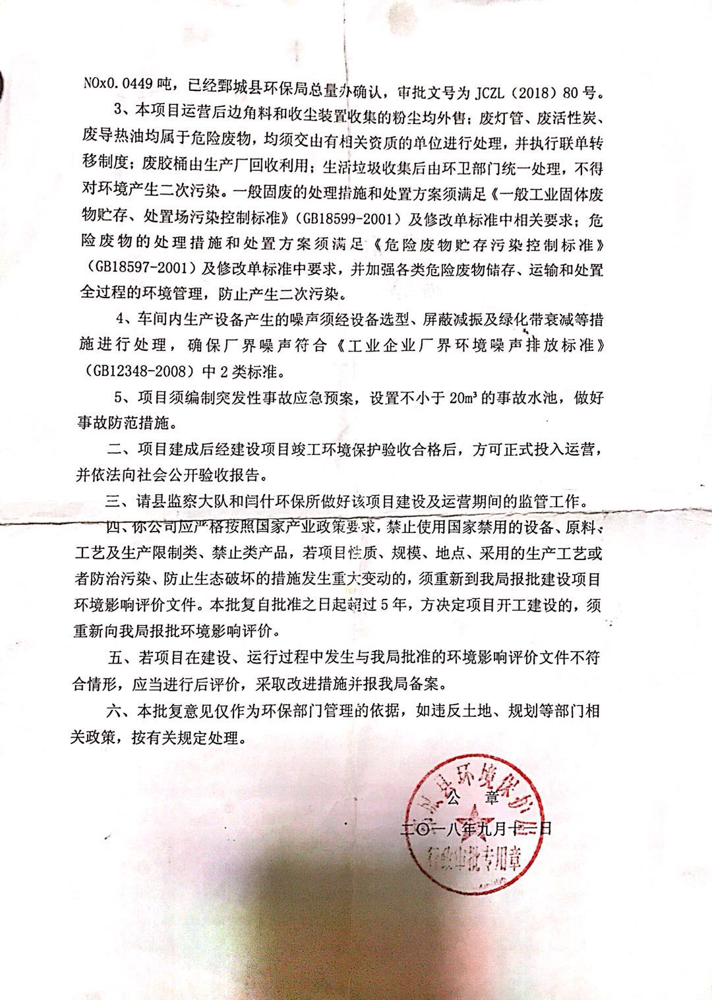 NOx0.0449吨，已经鄄城县环保局总量办确认，审批文号为JCZL（2018）80号。
3、本项目运营后边角料和收尘装置收集的粉尘均外售；废灯管、废活性炭、
废导热油均属于危险废物，均须交由有相关资质的单位进行处理，并执行联单转
移制度；废胶桶由生产厂回收利用；生活垃圾收集后由环卫部门统一处理，不得
对环境产生二次污染。一般固废的处理措施和处置方案须满足《一般工业固体废
物贮存、处置场污染控制标准》（GB18599-2001）及修改单标准中相关要求；危
险废物的处理措施和处置方案须满足《危险废物贮存污染控制标准》
（GB18597-2001）及修改单标准中要求，并加强各类危险废物储存、运输和处置
全过程的环境管理，防止产生二次污染。
4、车间内生产设备产生的噪声须经设备选型、屏蔽减振及绿化带衰减等措
施进行处理，确保厂界噪声符合《工业企业厂界环境噪声排放标准》
（GB12348-2008）中2类标准。
5、项目须编制突发性事故应急预案，设置不小于20m³的事故水池，做好
事故防范措施。
二、项目建成后经建设项目竣工环境保护验收合格后，方可正式投入运营，
并依法向社会公开验收报告。
三、请县监察大队和闫什环保所做好该项目建设及运营期间的监管工作。
四、你公司应严格按照国家产业政策要求，禁止使用国家禁用的设备、原料、
工艺及生产限制类、禁止类产品，若项目性质、规模、地点、采用的生产工艺或
者防治污染、防止生态破坏的措施发生重大变动的，须重新到我局报批建设项目
环境影响评价文件。本批复自批准之日起超过5年，方决定项目开工建设的，须
重新向我局报批环境影响评价。
五、若项目在建设、运行过程中发生与我局批准的环境影响评价文件不符
合情形，应当进行后评价，采取改进措施并报我局备案。
六、本批复意见仅作为环保部门管理的依据，如违反土地、规划等部门相
关政策，按有关规定处理。
城县环境保护局
公 章
二〇一八年九月十二日
行政审批专用章